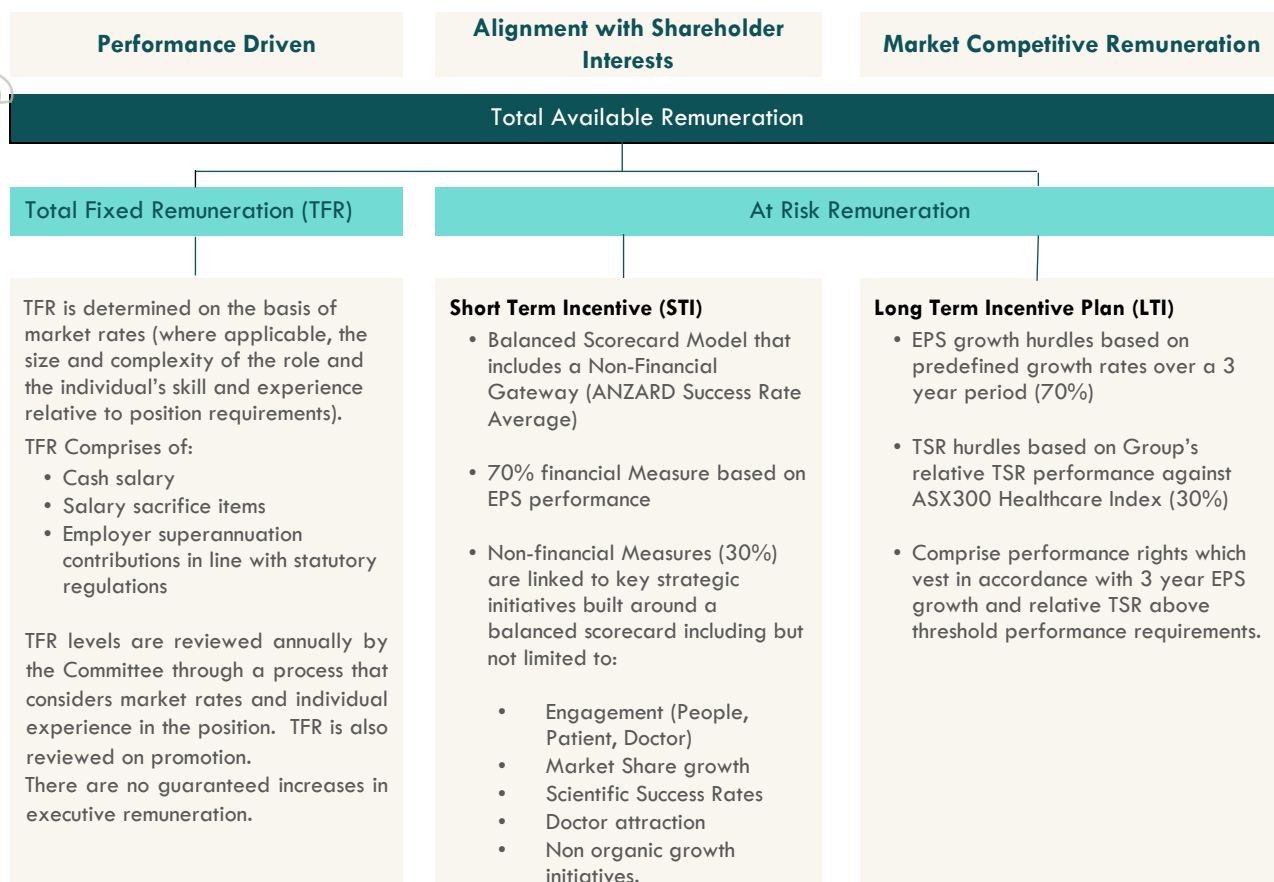 Performance Driven
Alignment with Shareholder
Interests
Market Competitive Remuneration
Total Available Remuneration
Total Fixed Remuneration (TFR)
At Risk Remuneration
TFR is determined on the basis of
market rates (where applicable, the
size and complexity of the role and
the individual's skill and experience
relative to position requirements).
TFR Comprises of:
• Cash salary
• Salary sacrifice items
• Employer superannuation
contributions in line with statutory
regulations
TFR levels are reviewed annually by
the Committee through a process that
considers market rates and individual
experience in the position. TFR is also
reviewed on promotion.
There are no guaranteed increases in
executive remuneration.
Short Term Incentive (STI)
• Balanced Scorecard Model that
includes a Non-Financial
Gateway (ANZARD Success Rate
Average)
• 70% financial Measure based on
EPS performance
• Non-financial Measures (30%)
are linked to key strategic
initiatives built around a
balanced scorecard including but
not limited to:
• Engagement (People,
Patient, Doctor)
• Market Share growth
• Scientific Success Rates
• Doctor attraction
• Non organic growth
initiatives.
Long Term Incentive Plan (LTI)
• EPS growth hurdles based on
predefined growth rates over a 3
year period (70%)
• TSR hurdles based on Group's
relative TSR performance against
ASX300 Healthcare Index (30%)
• Comprise performance rights which
vest in accordance with 3 year EPS
growth and relative TSR above
threshold performance requirements.